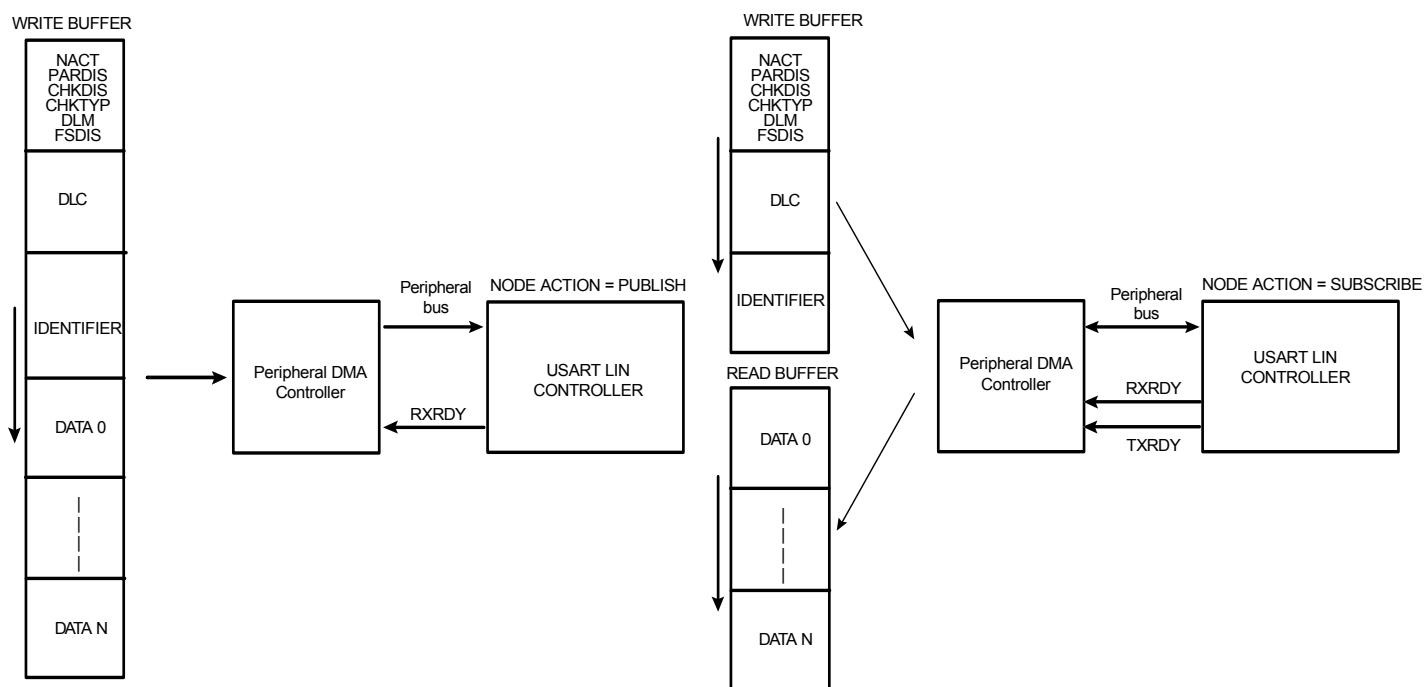 WRITE BUFFER
NACT
PARDIS
CHKDIS
CHKTYP
DLM
FSDIS
DLC
IDENTIFIER
DATA 0
DATA N
Peripheral DMA
Controller
Peripheral
bus
RXRDY
NODE ACTION = PUBLISH
USART LIN
CONTROLLER
WRITE BUFFER
NACT
PARDIS
CHKDIS
CHKTYP
DLM
FSDIS
DLC
IDENTIFIER
READ BUFFER
DATA 0
DATA N
Peripheral DMA
Controller
Peripheral
bus
RXRDY
TXRDY
NODE ACTION = SUBSCRIBE
USART LIN
CONTROLLER